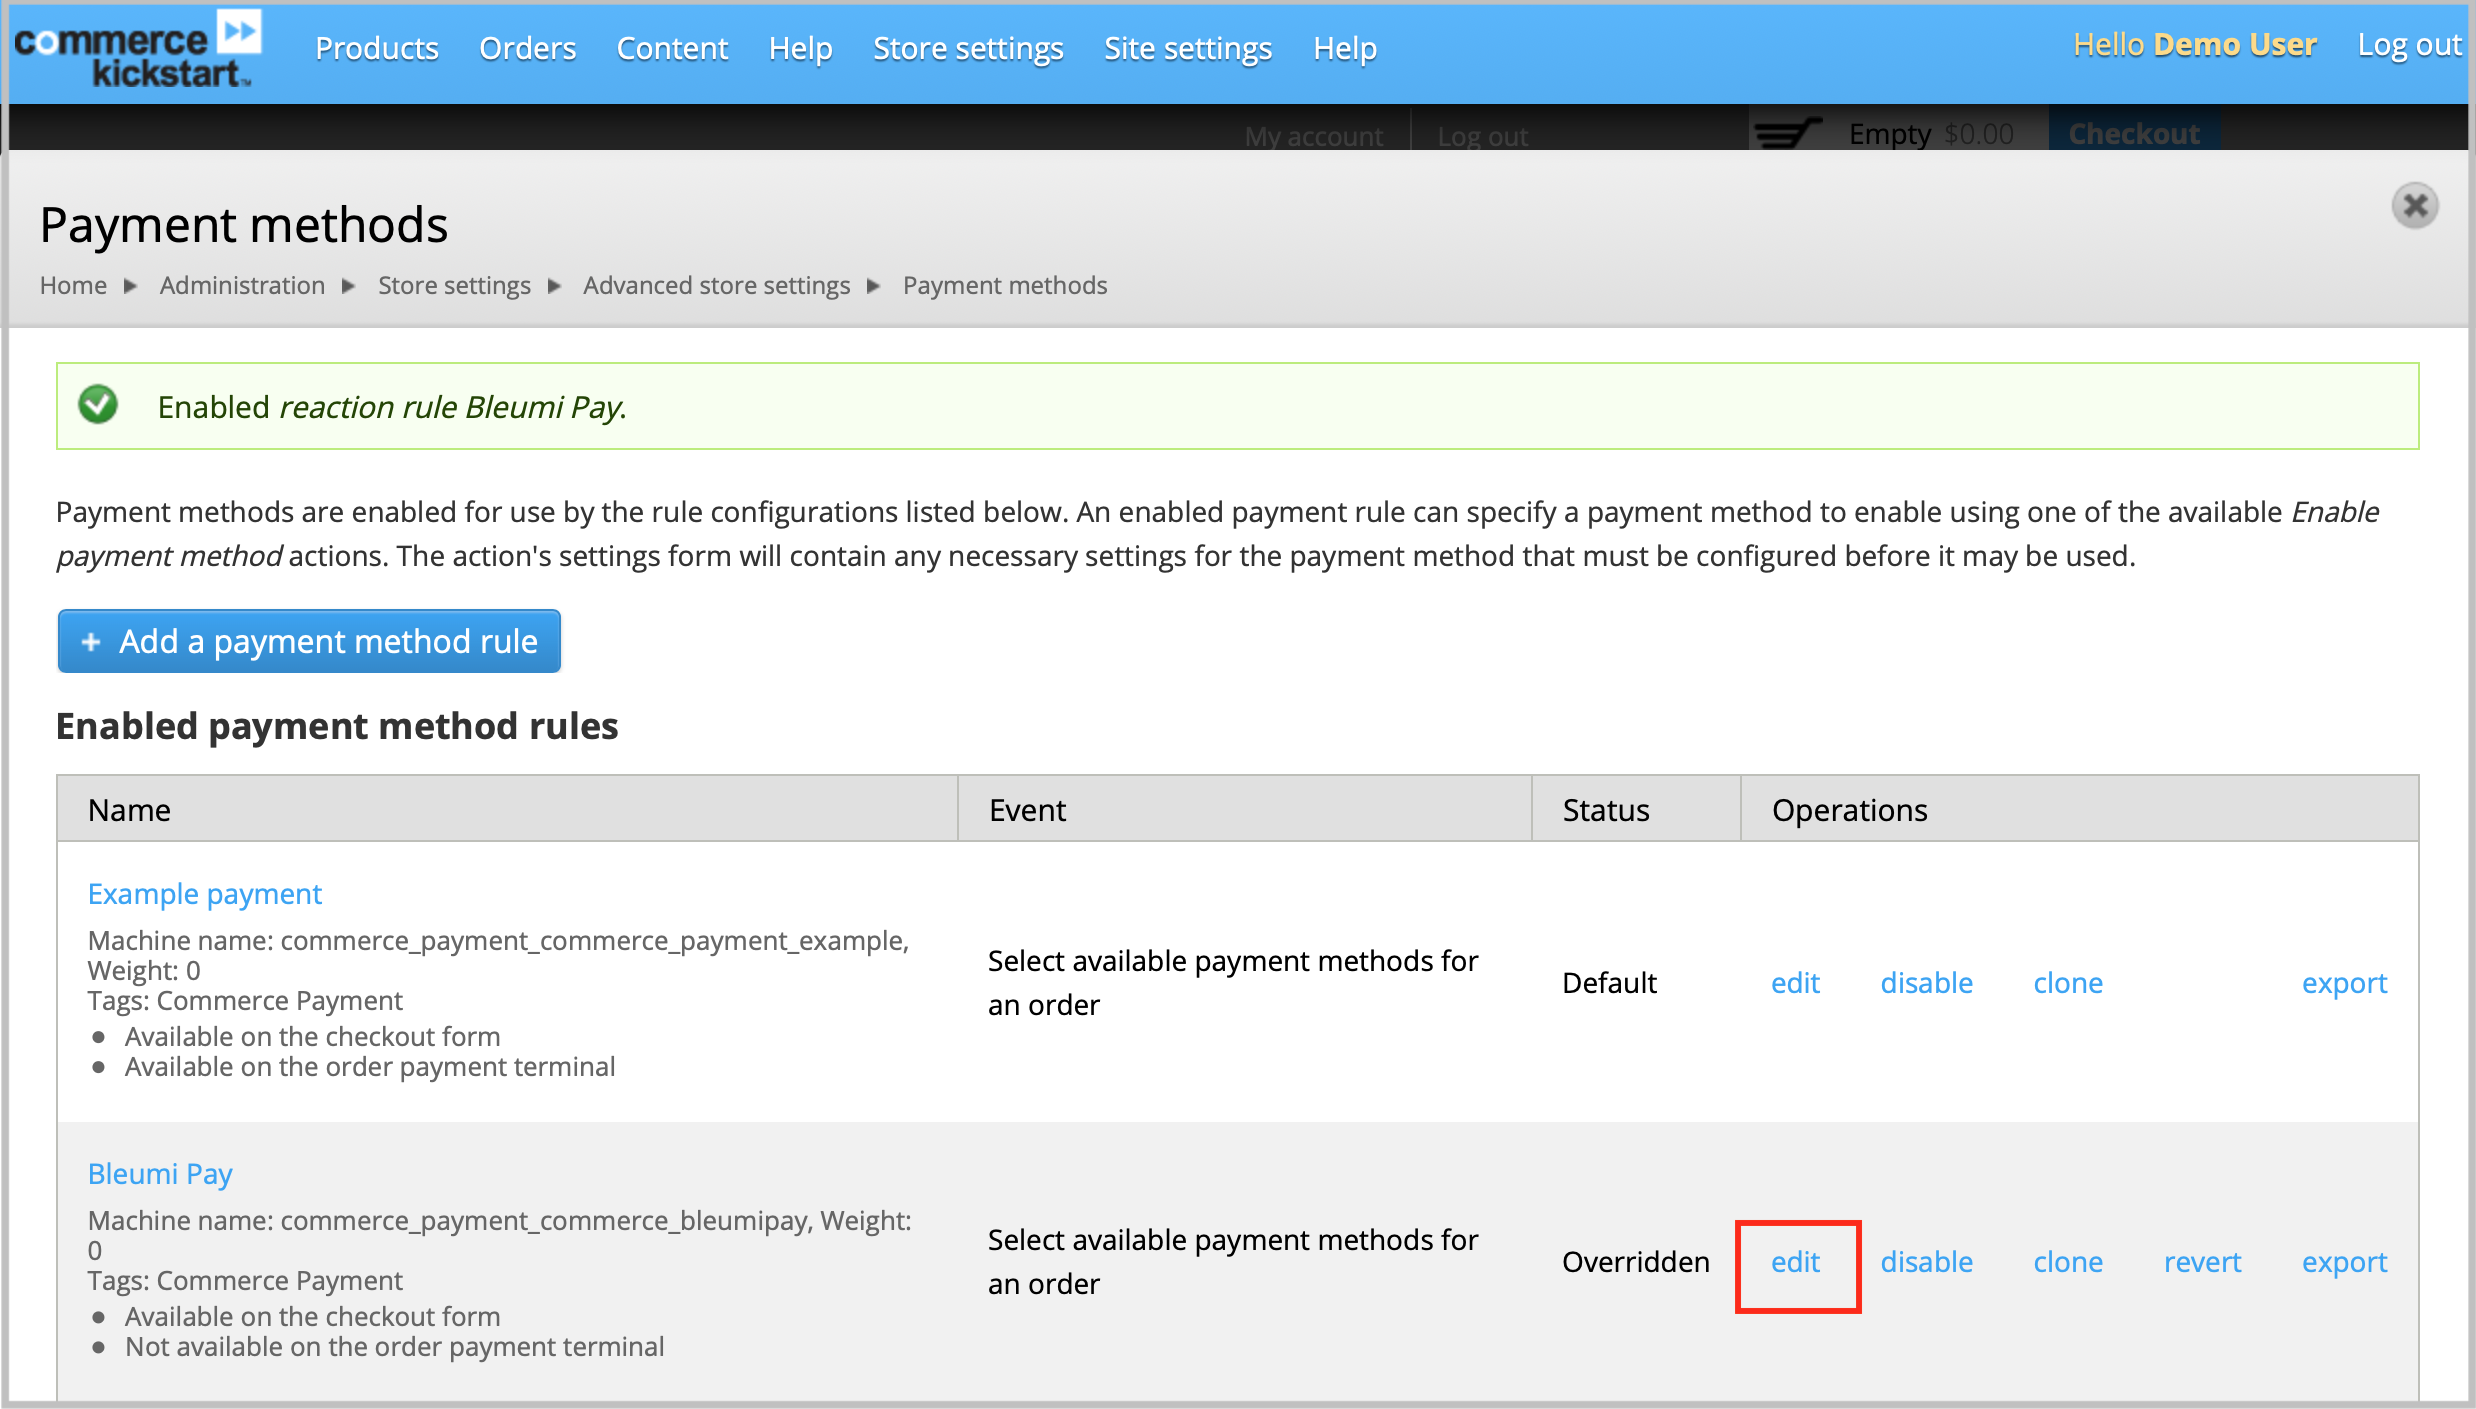 commerce
kickstart™
Products Orders Content Help Store settings Site settings Help
Hello Demo User Log out
My account Log out Empty $0.00 Checkout
Payment methods
Home Administration Store settings Advanced store settings Payment methods
Enabled reaction rule Bleumi Pay.
Payment methods are enabled for use by the rule configurations listed below. An enabled payment rule can specify a payment method to enable using one of the available Enable
payment method actions. The action's settings form will contain any necessary settings for the payment method that must be configured before it may be used.
+ Add a payment method rule
Enabled payment method rules
Name Event Status Operations
Example payment
Machine name: commerce_payment_commerce_payment_example,
Weight: 0
Tags: Commerce Payment
• Available on the checkout form
• Available on the order payment terminal
Select available payment methods for
an order
Default edit disable clone export
Bleumi Pay
Machine name: commerce_payment_commerce_bleumipay, Weight:
0
Tags: Commerce Payment
• Available on the checkout form
• Not available on the order payment terminal
Select available payment methods for
an order
Overridden edit disable clone revert export